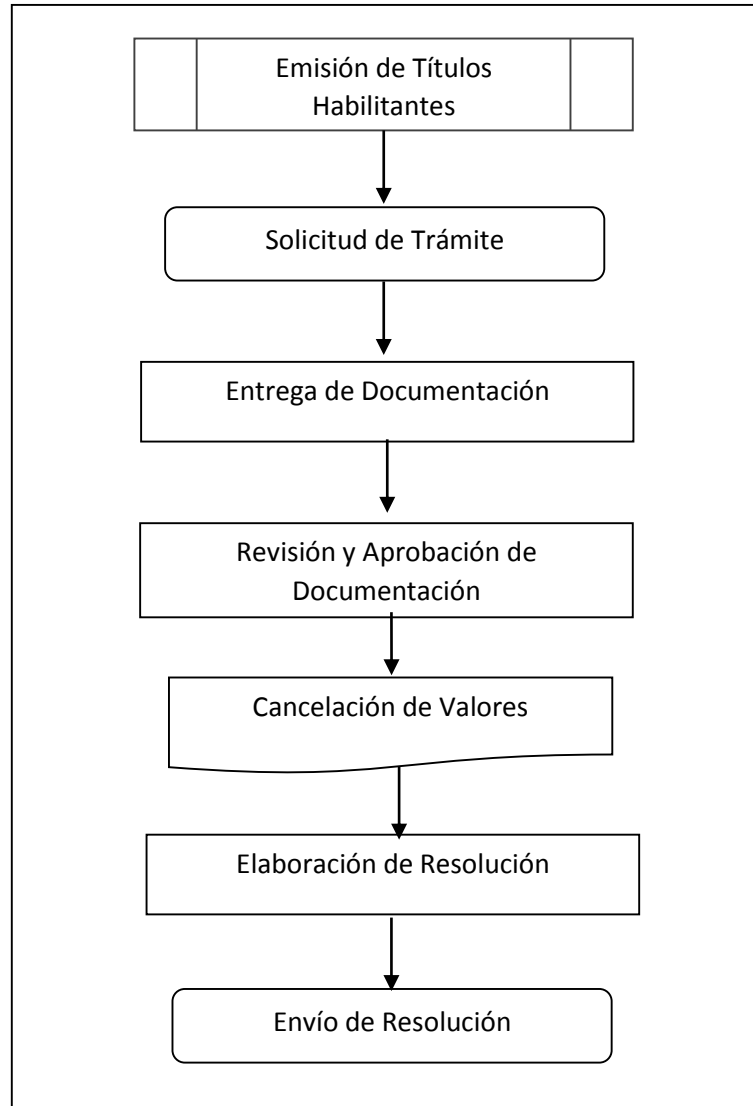 Emisión de Títulos
Habilitantes
Solicitud de Trámite
Entrega de Documentación
Revisión y Aprobación de
Documentación
Cancelación de Valores
Elaboración de Resolución
Envío de Resolución